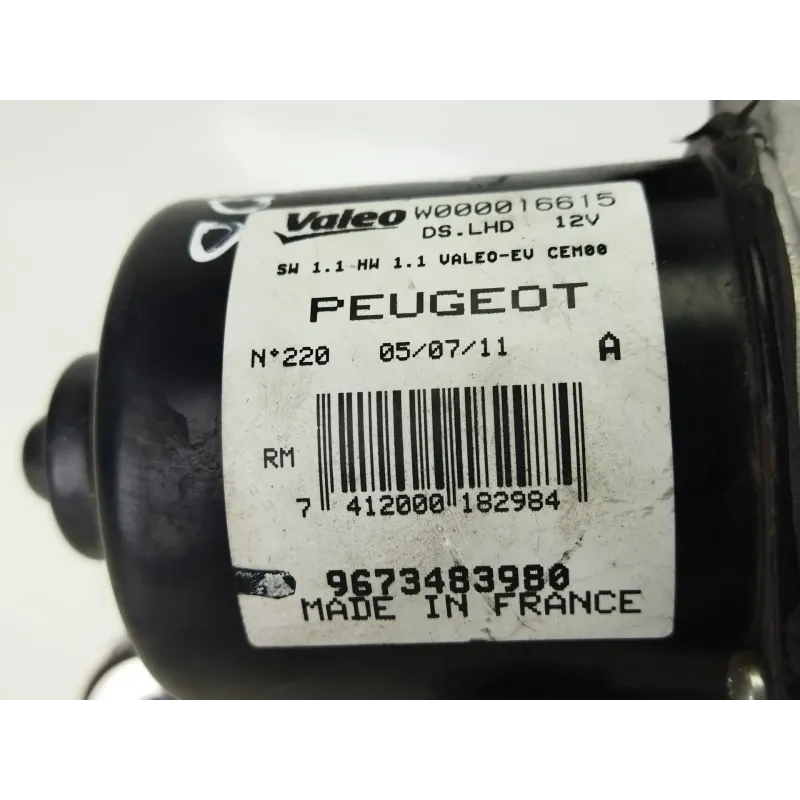 Valeo W000016615
DS.LHD 12V
SW 1.1 HW 1.1 VALEO-EV CEM00
PEUGEOT
N°220 05/07/11 A
RM
7 412000 182984
9673483980
MADE IN FRANCE